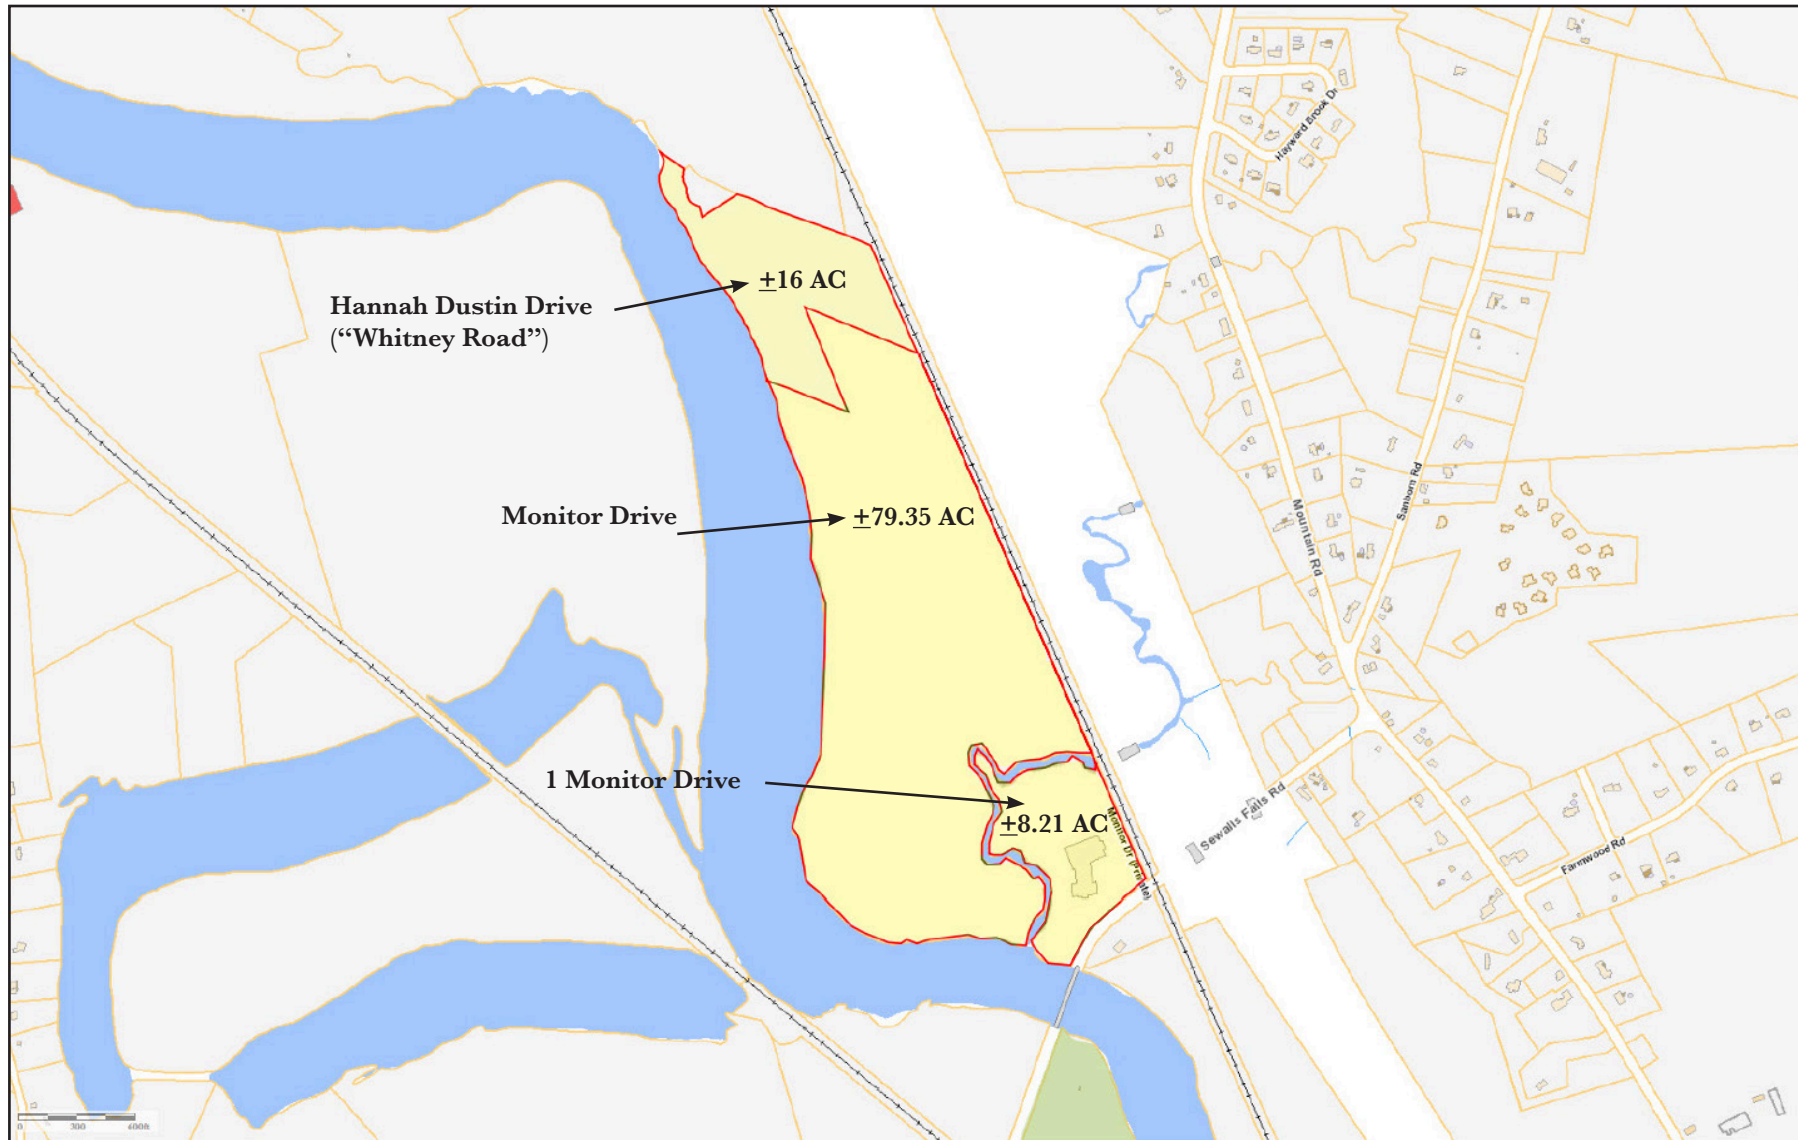 Hayward Brook Dr
±16 AC
Hannah Dustin Drive
(“Whitney Road”)
Sanborn Rd
Mountain Rd
Monitor Drive
±79.35 AC
1 Monitor Drive
±8.21 AC
Monitor Dr (Private)
Sewalls Falls Rd
Farmwood Rd
0 300 600ft